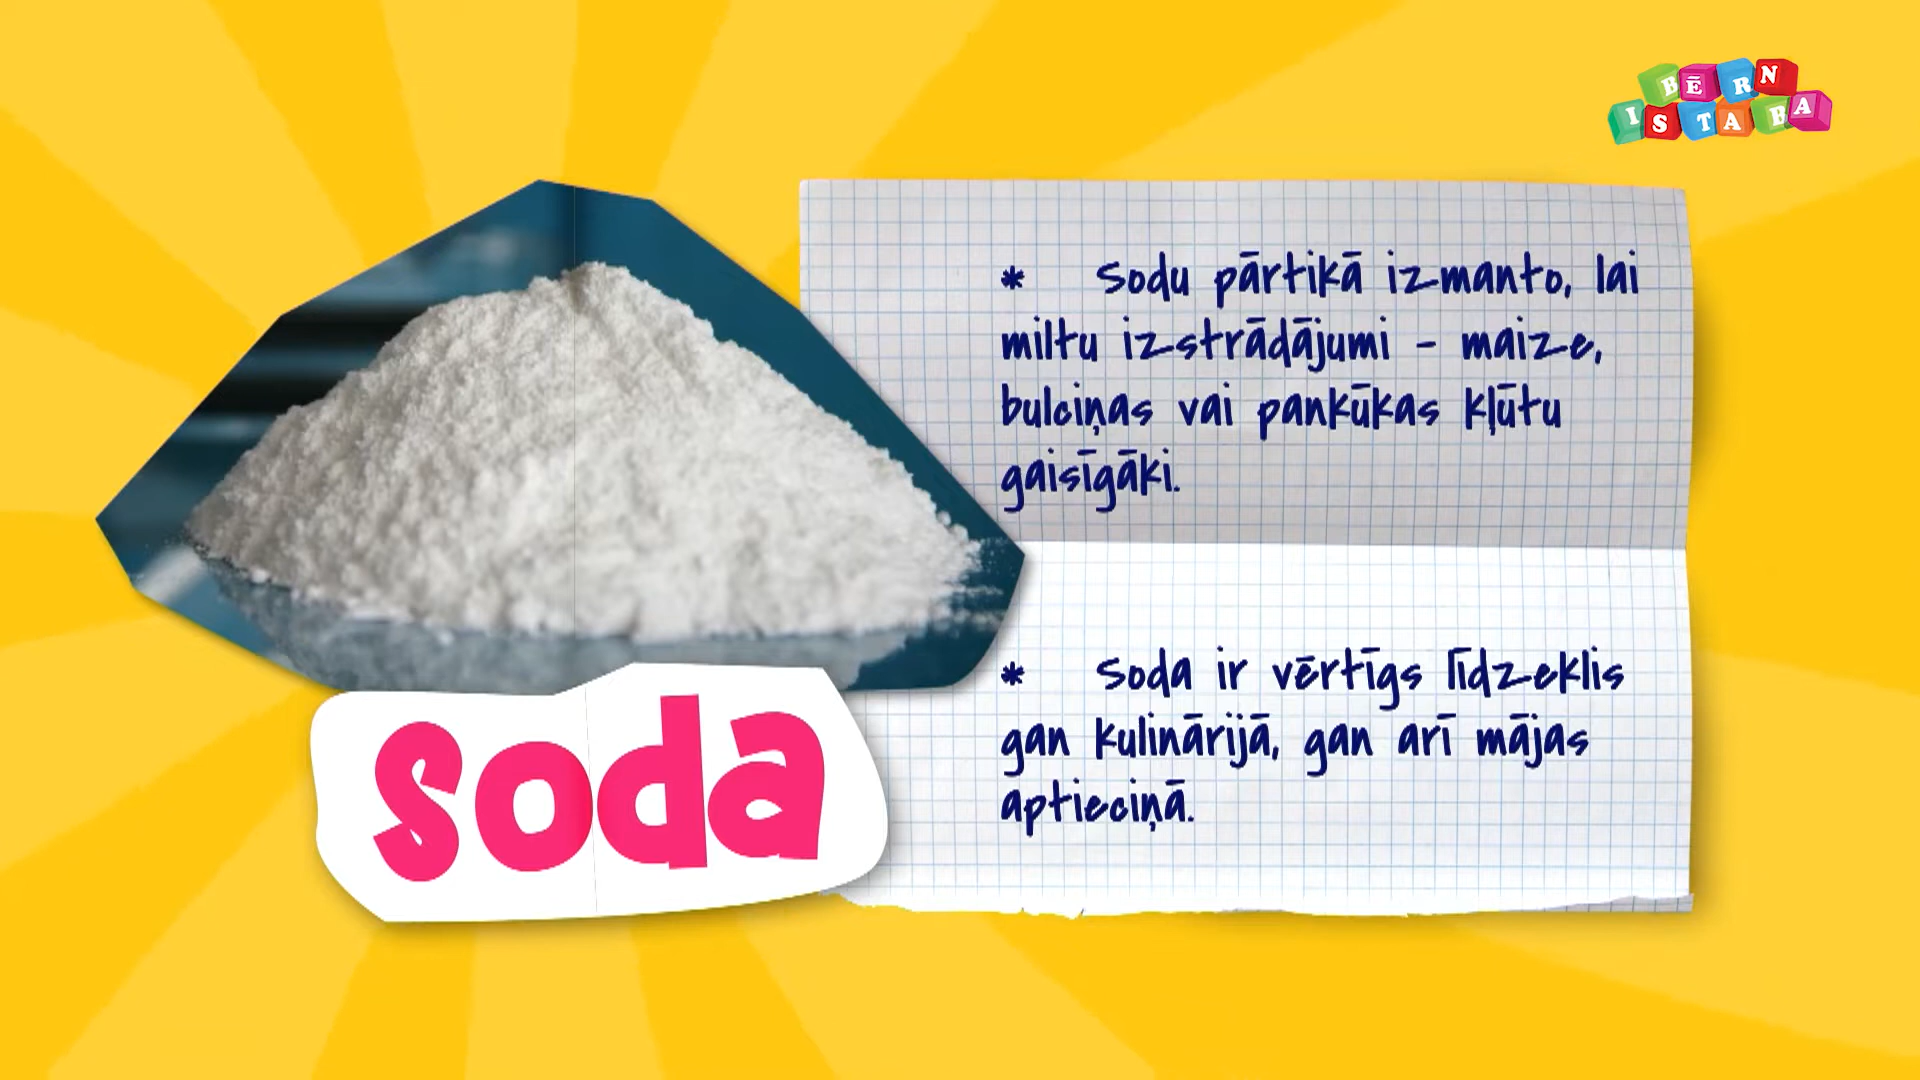 BĒRN
ISTABA
* Sodu pārtikā izmanto, lai
miltu izstrādājumi - maize,
bulciņas vai pankūkas kļūtu
gaisīgāki.
* Soda ir vērtīgs līdzeklis
gan kulinārijā, gan arī mājas
aptieciņā.
soda